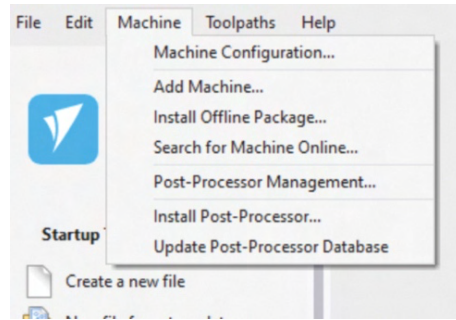 File Edit Machine Toolpaths Help
Machine Configuration...
Add Machine...
Install Offline Package...
Search for Machine Online...
Post-Processor Management...
Install Post-Processor...
Update Post-Processor Database
Startup
Create a new file